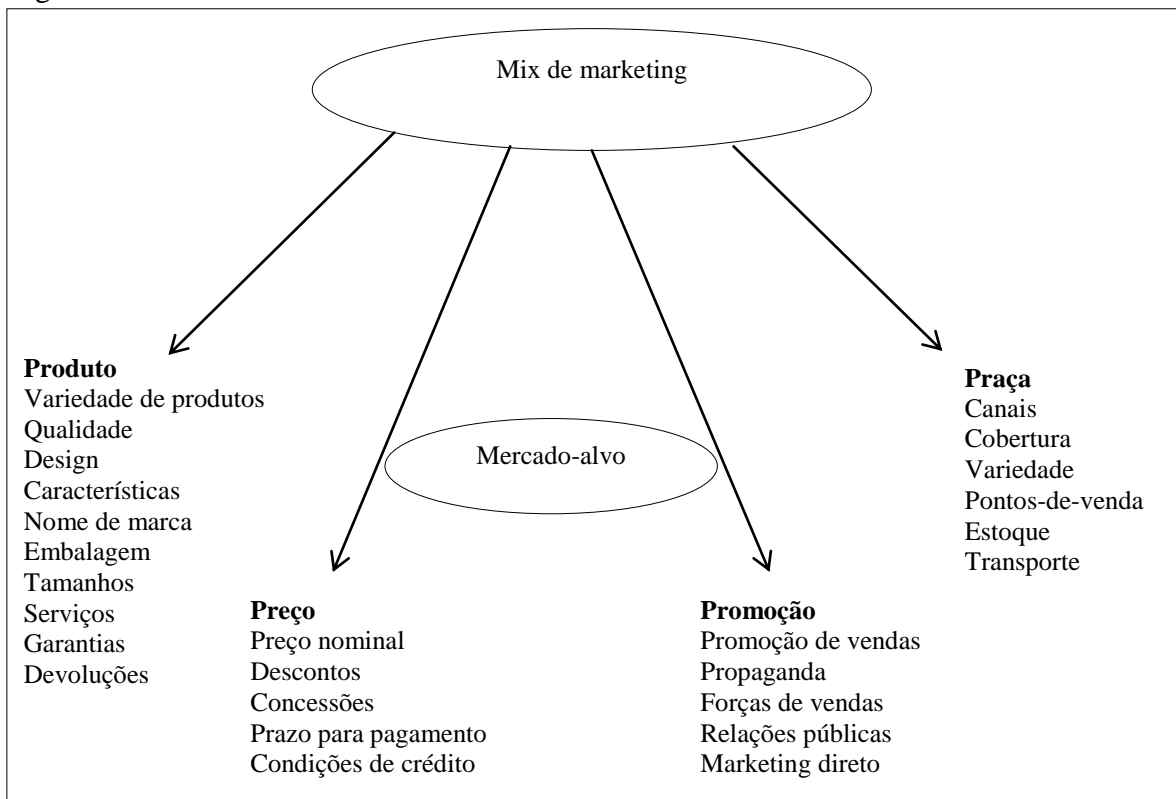 Mix de marketing
Produto
Variedade de produtos
Qualidade
Design
Características
Nome de marca
Embalagem
Tamanhos
Serviços
Garantias
Devoluções
Mercado-alvo
Praça
Canais
Cobertura
Variedade
Pontos-de-venda
Estoque
Transporte
Preço
Preço nominal
Descontos
Concessões
Prazo para pagamento
Condições de crédito
Promoção
Promoção de vendas
Propaganda
Forças de vendas
Relações públicas
Marketing direto